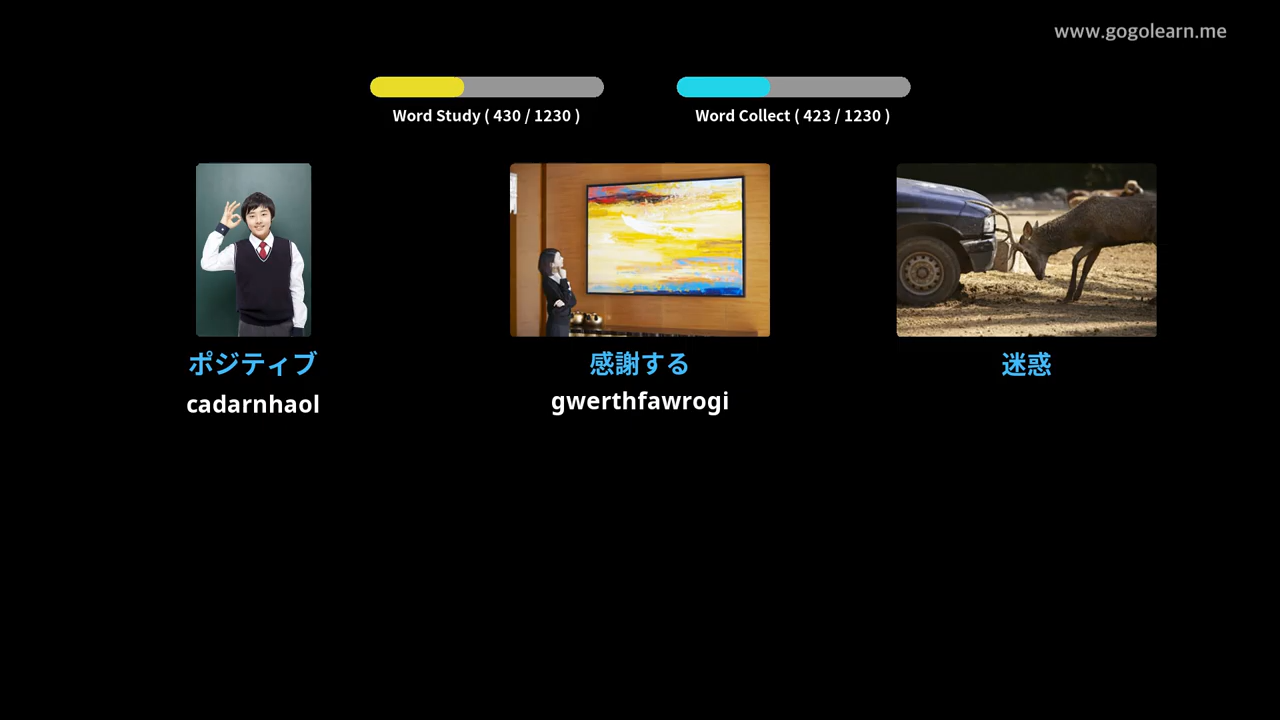 www.gogolearn.me
Word Study ( 430 / 1230 )
Word Collect ( 423 / 1230 )
ポジティブ
cadarnhaol
感謝する
gwerthfawrogi
迷惑